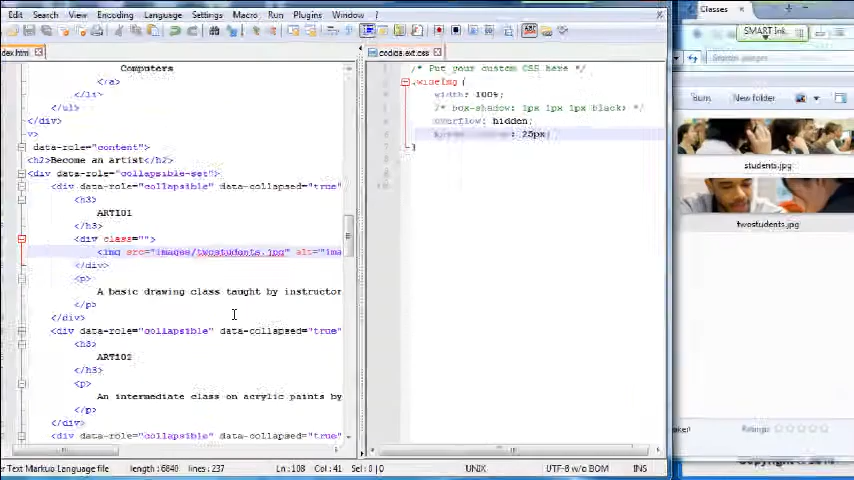 Edit Search View Encoding Language Settings Macro Run Plugins Window ?
Classes
SMART Ink
dex.html
codida.ext.css
Computers
</a>
</li>
</ul>
</div>
v>
data-role="content">
<h2>Become an artist</h2>
<div data-role="collapsible-set">
<div data-role="collapsible" data-collapsed="true"
<h3>
ART101
</h3>
<div class="">
<img src="images/twostudents.jpg" alt="ima
</div>
<p>
A basic drawing class taught by instructor
</p>
</div>
<div data-role="collapsible" data-collapsed="true"
<h3>
ART102
</h3>
<p>
An intermediate class on acrylic paints by
</p>
</div>
<div data-role="collapsible" data-collapsed="true"
/* Put your custom CSS here */
.wideImg {
width: 100%;
/* box-shadow: 1px 1px 1px black; */
overflow: hidden;
: 25px;
}
Burn New folder
students.jpg
twostudents.jpg
Rating:
r Text Markup Language file length : 6840 lines : 237 Ln : 108 Col : 41 Sel : 0 | 0 UNIX UTF-8 w/o BOM INS